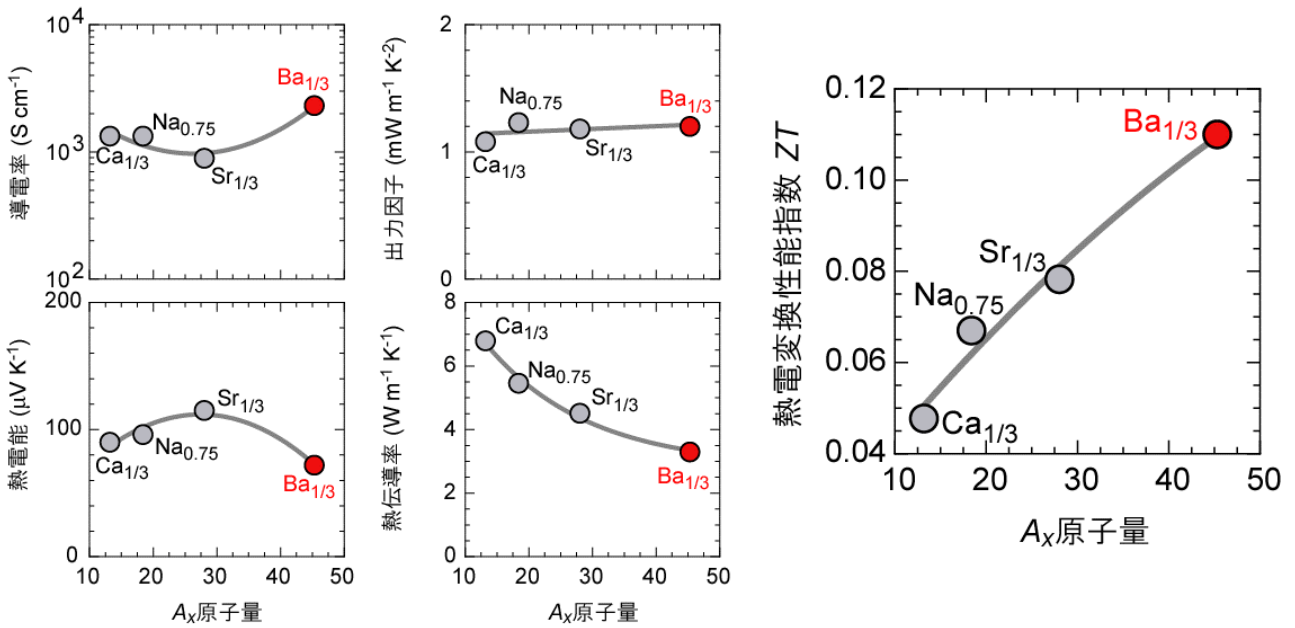 導電率 (S cm⁻¹)
10⁴
10³
10²
Ca1/3
Na0.75
Sr1/3
Ba1/3
出力因子 (mW m⁻¹ K⁻²)
2
1
0
Ca1/3
Na0.75
Sr1/3
Ba1/3
熱電能 (μV K⁻¹)
200
100
0
Ca1/3
Na0.75
Sr1/3
Ba1/3
10 20 30 40 50
Ax原子量
熱伝導率 (W m⁻¹ K⁻¹)
8
6
4
2
0
Ca1/3
Na0.75
Sr1/3
Ba1/3
10 20 30 40 50
Ax原子量
熱電変換性能指数 ZT
0.12
0.10
0.08
0.06
0.04
Ba1/3
Sr1/3
Na0.75
Ca1/3
10 20 30 40 50
Ax原子量